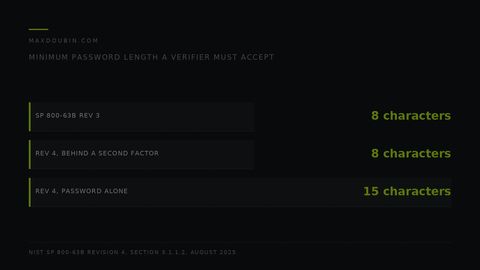 MAXDOUBIN.COM
MINIMUM PASSWORD LENGTH A VERIFIER MUST ACCEPT
SP 800-63B REV 3
8 characters
REV 4, BEHIND A SECOND FACTOR
8 characters
REV 4, PASSWORD ALONE
15 characters
NIST SP 800-63B REVISION 4, SECTION 3.1.1.2, AUGUST 2025